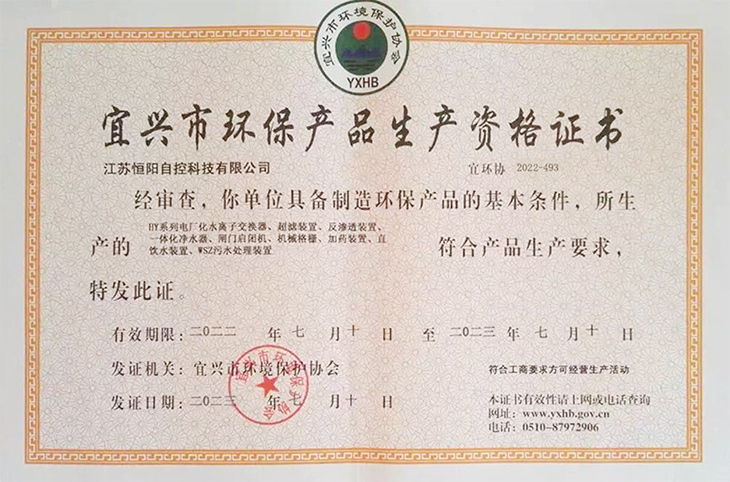 宜兴市环境保护协会
YXHB
宜兴市环保产品生产资格证书
江苏恒阳自控科技有限公司 宜环协 2022-493
经审查，你单位具备制造环保产品的基本条件，所生
产的 HY系列电厂化水离子交换器、超滤装置、反渗透装置、
一体化净水器、闸门启闭机、机械格栅、加药装置、直
饮水装置、WSZ污水处理装置 符合产品生产要求，
特发此证。
有效期限：二〇二二 年 七 月 十 日 至 二〇二三 年 七 月 十 日
发证机关：宜兴市环境保护协会
符合工商要求方可经营生产活动
发证日期：二〇二三 年 七 月 十 日
宜兴市环境保护协会
本证书有效性请上网或电话查询
网址：www.yxhb.gov.cn
电话：0510-87972906